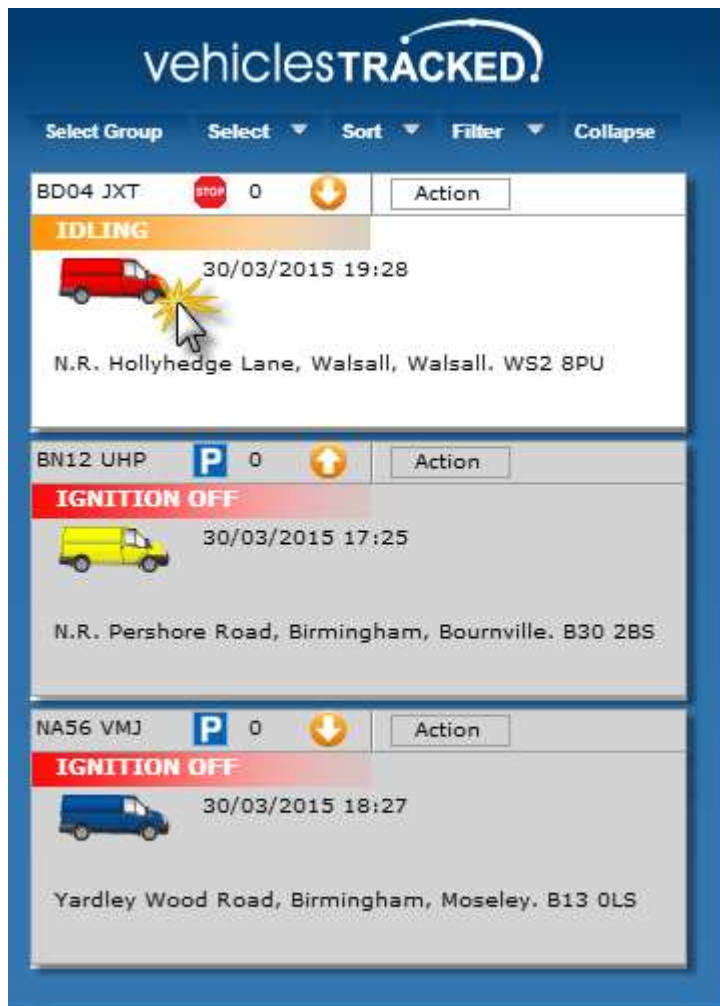 vehiclesTRACKED
Select Group Select Sort Filter Collapse
BD04 JXT STOP 0 Action
IDLING
30/03/2015 19:28
N.R. Hollyhedge Lane, Walsall, Walsall. WS2 8PU
BN12 UHP P 0 Action
IGNITION OFF
30/03/2015 17:25
N.R. Pershore Road, Birmingham, Bournville. B30 2BS
NA56 VMJ P 0 Action
IGNITION OFF
30/03/2015 18:27
Yardley Wood Road, Birmingham, Moseley. B13 0LS